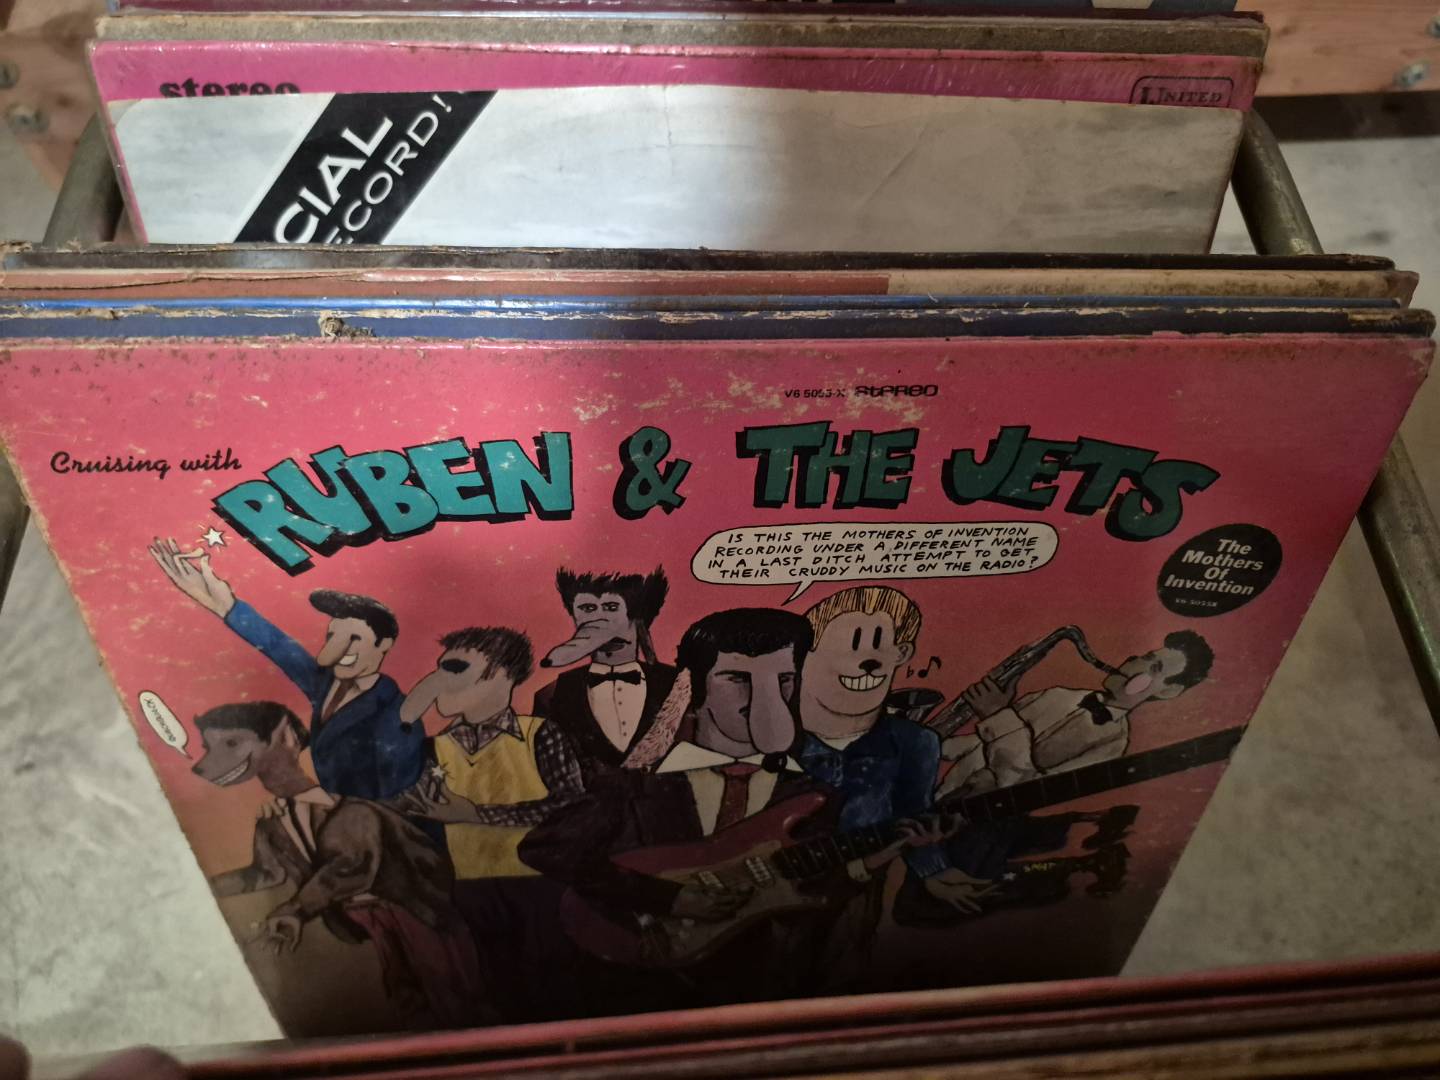 stereo
UNITED
CIAL
ECORD!
V6 5055-X STEREO
Cruising with
RUBEN & THE JETS
IS THIS THE MOTHERS OF INVENTION
RECORDING UNDER A DIFFERENT NAME
IN A LAST DITCH ATTEMPT TO GET
THEIR CRUDDY MUSIC ON THE RADIO?
The
Mothers
Of
Invention
V6-5055X